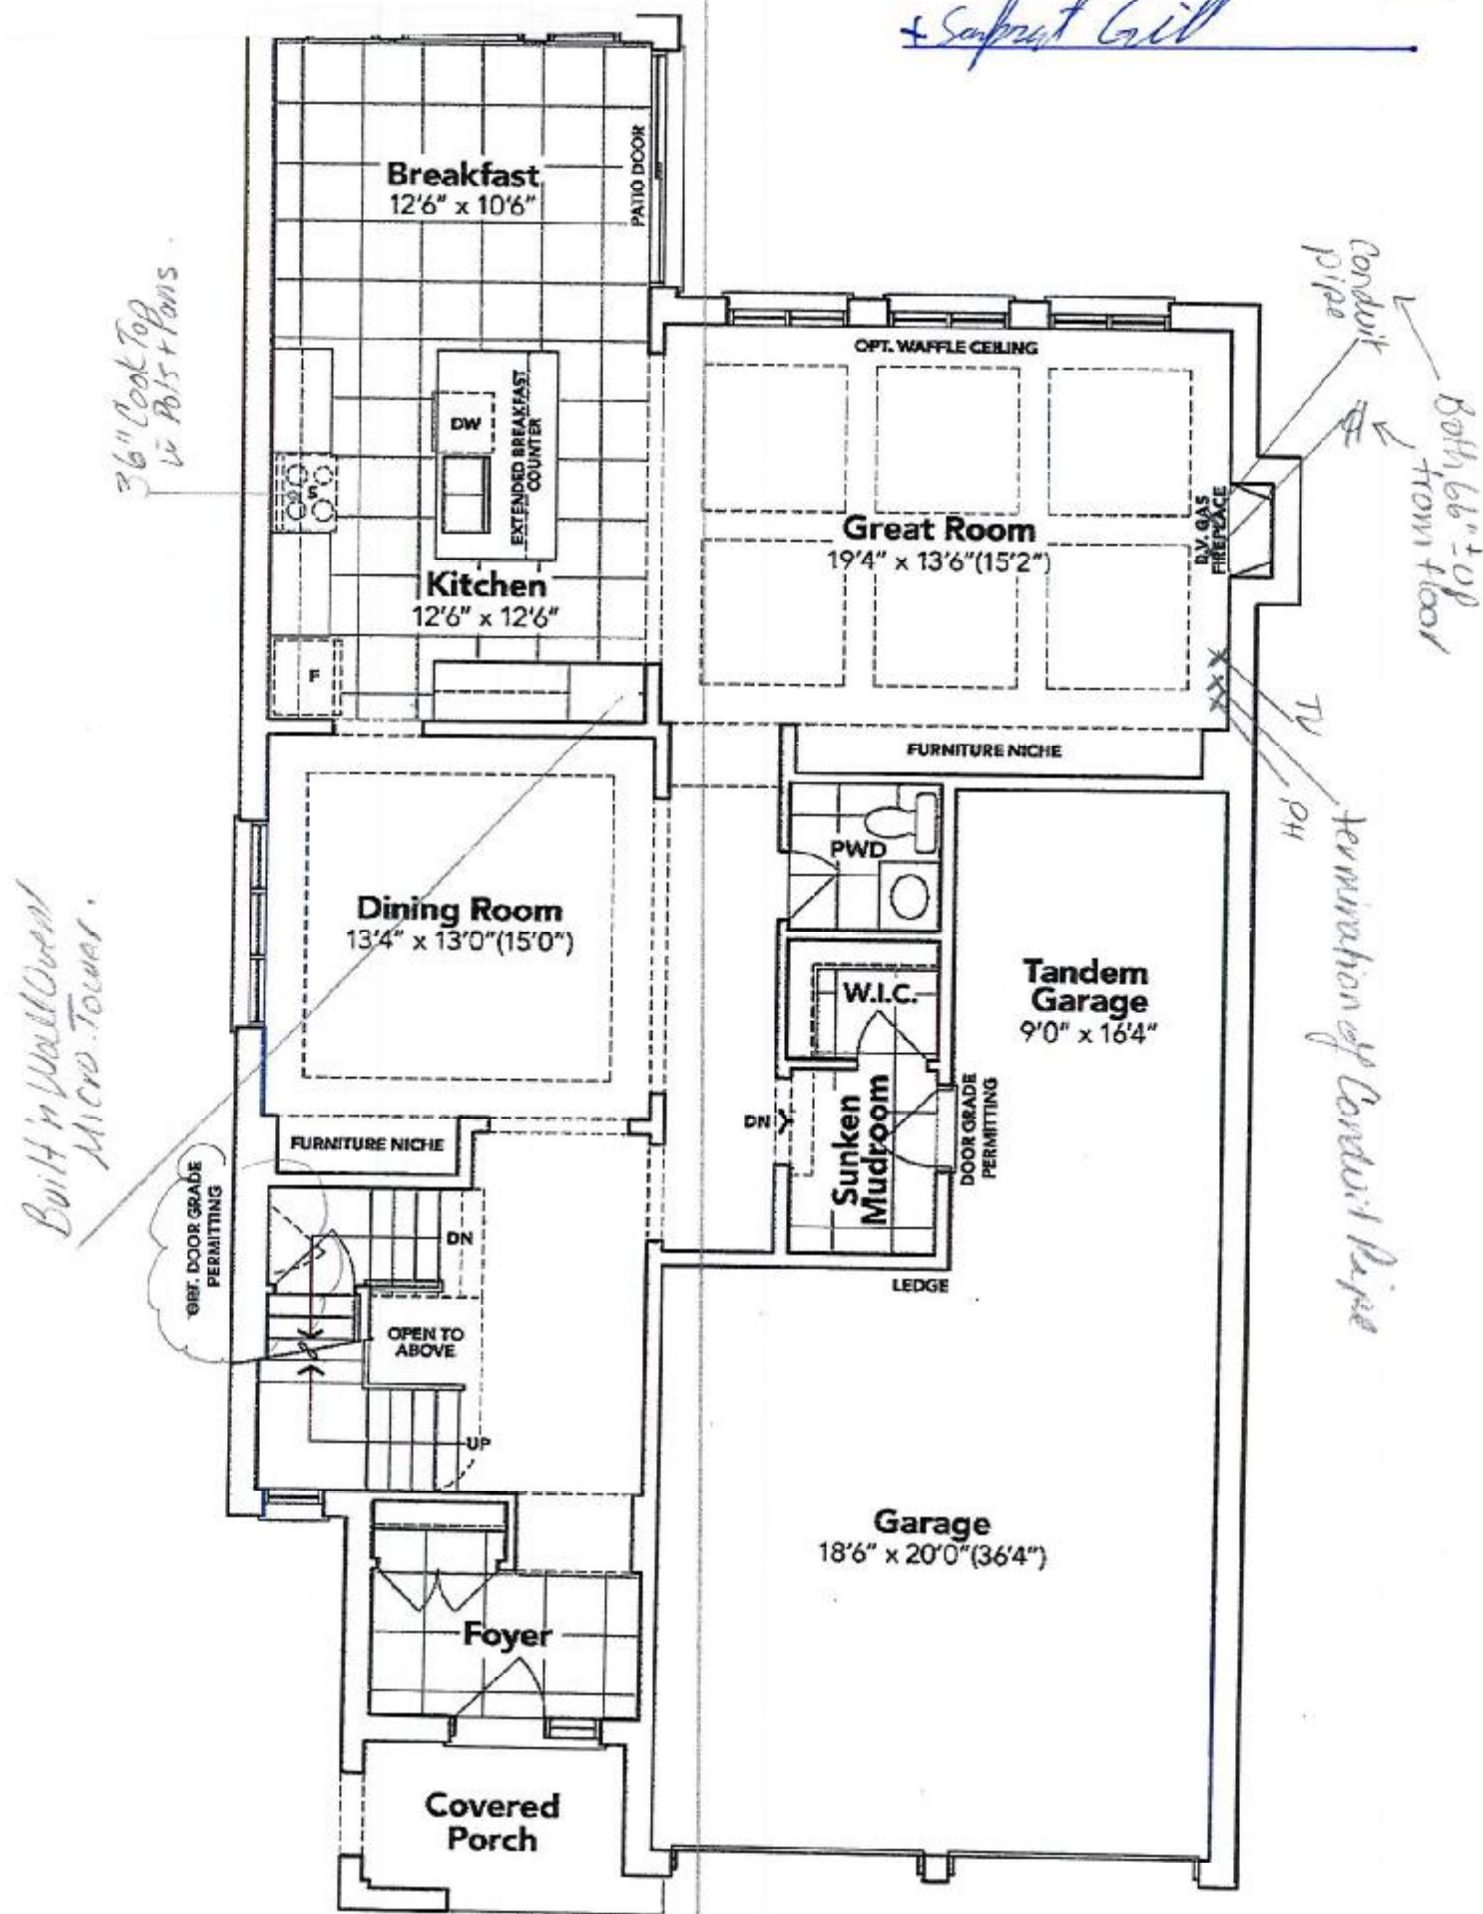 + Gill
Breakfast
12'6" x 10'6"
PATIO DOOR
Conduit
pipe
Both 66"± up
from floor
36" Cook Top
w Pots + Pans.
OPT. WAFFLE CEILING
DW
EXTENDED BREAKFAST
COUNTER
S
Great Room
19'4" x 13'6"(15'2")
D.V. GAS
FIREPLACE
Kitchen
12'6" x 12'6"
F
TV
PH
termination of Conduit Pipe
FURNITURE NICHE
PWD
Dining Room
13'4" x 13'0"(15'0")
Built in Wall Oven/
Micro. Tower.
W.I.C.
Tandem
Garage
9'0" x 16'4"
DN
Sunken
Mudroom
DOOR GRADE
PERMITTING
FURNITURE NICHE
OPT. DOOR GRADE
PERMITTING
DN
LEDGE
OPEN TO
ABOVE
UP
Garage
18'6" x 20'0"(36'4")
Foyer
Covered
Porch